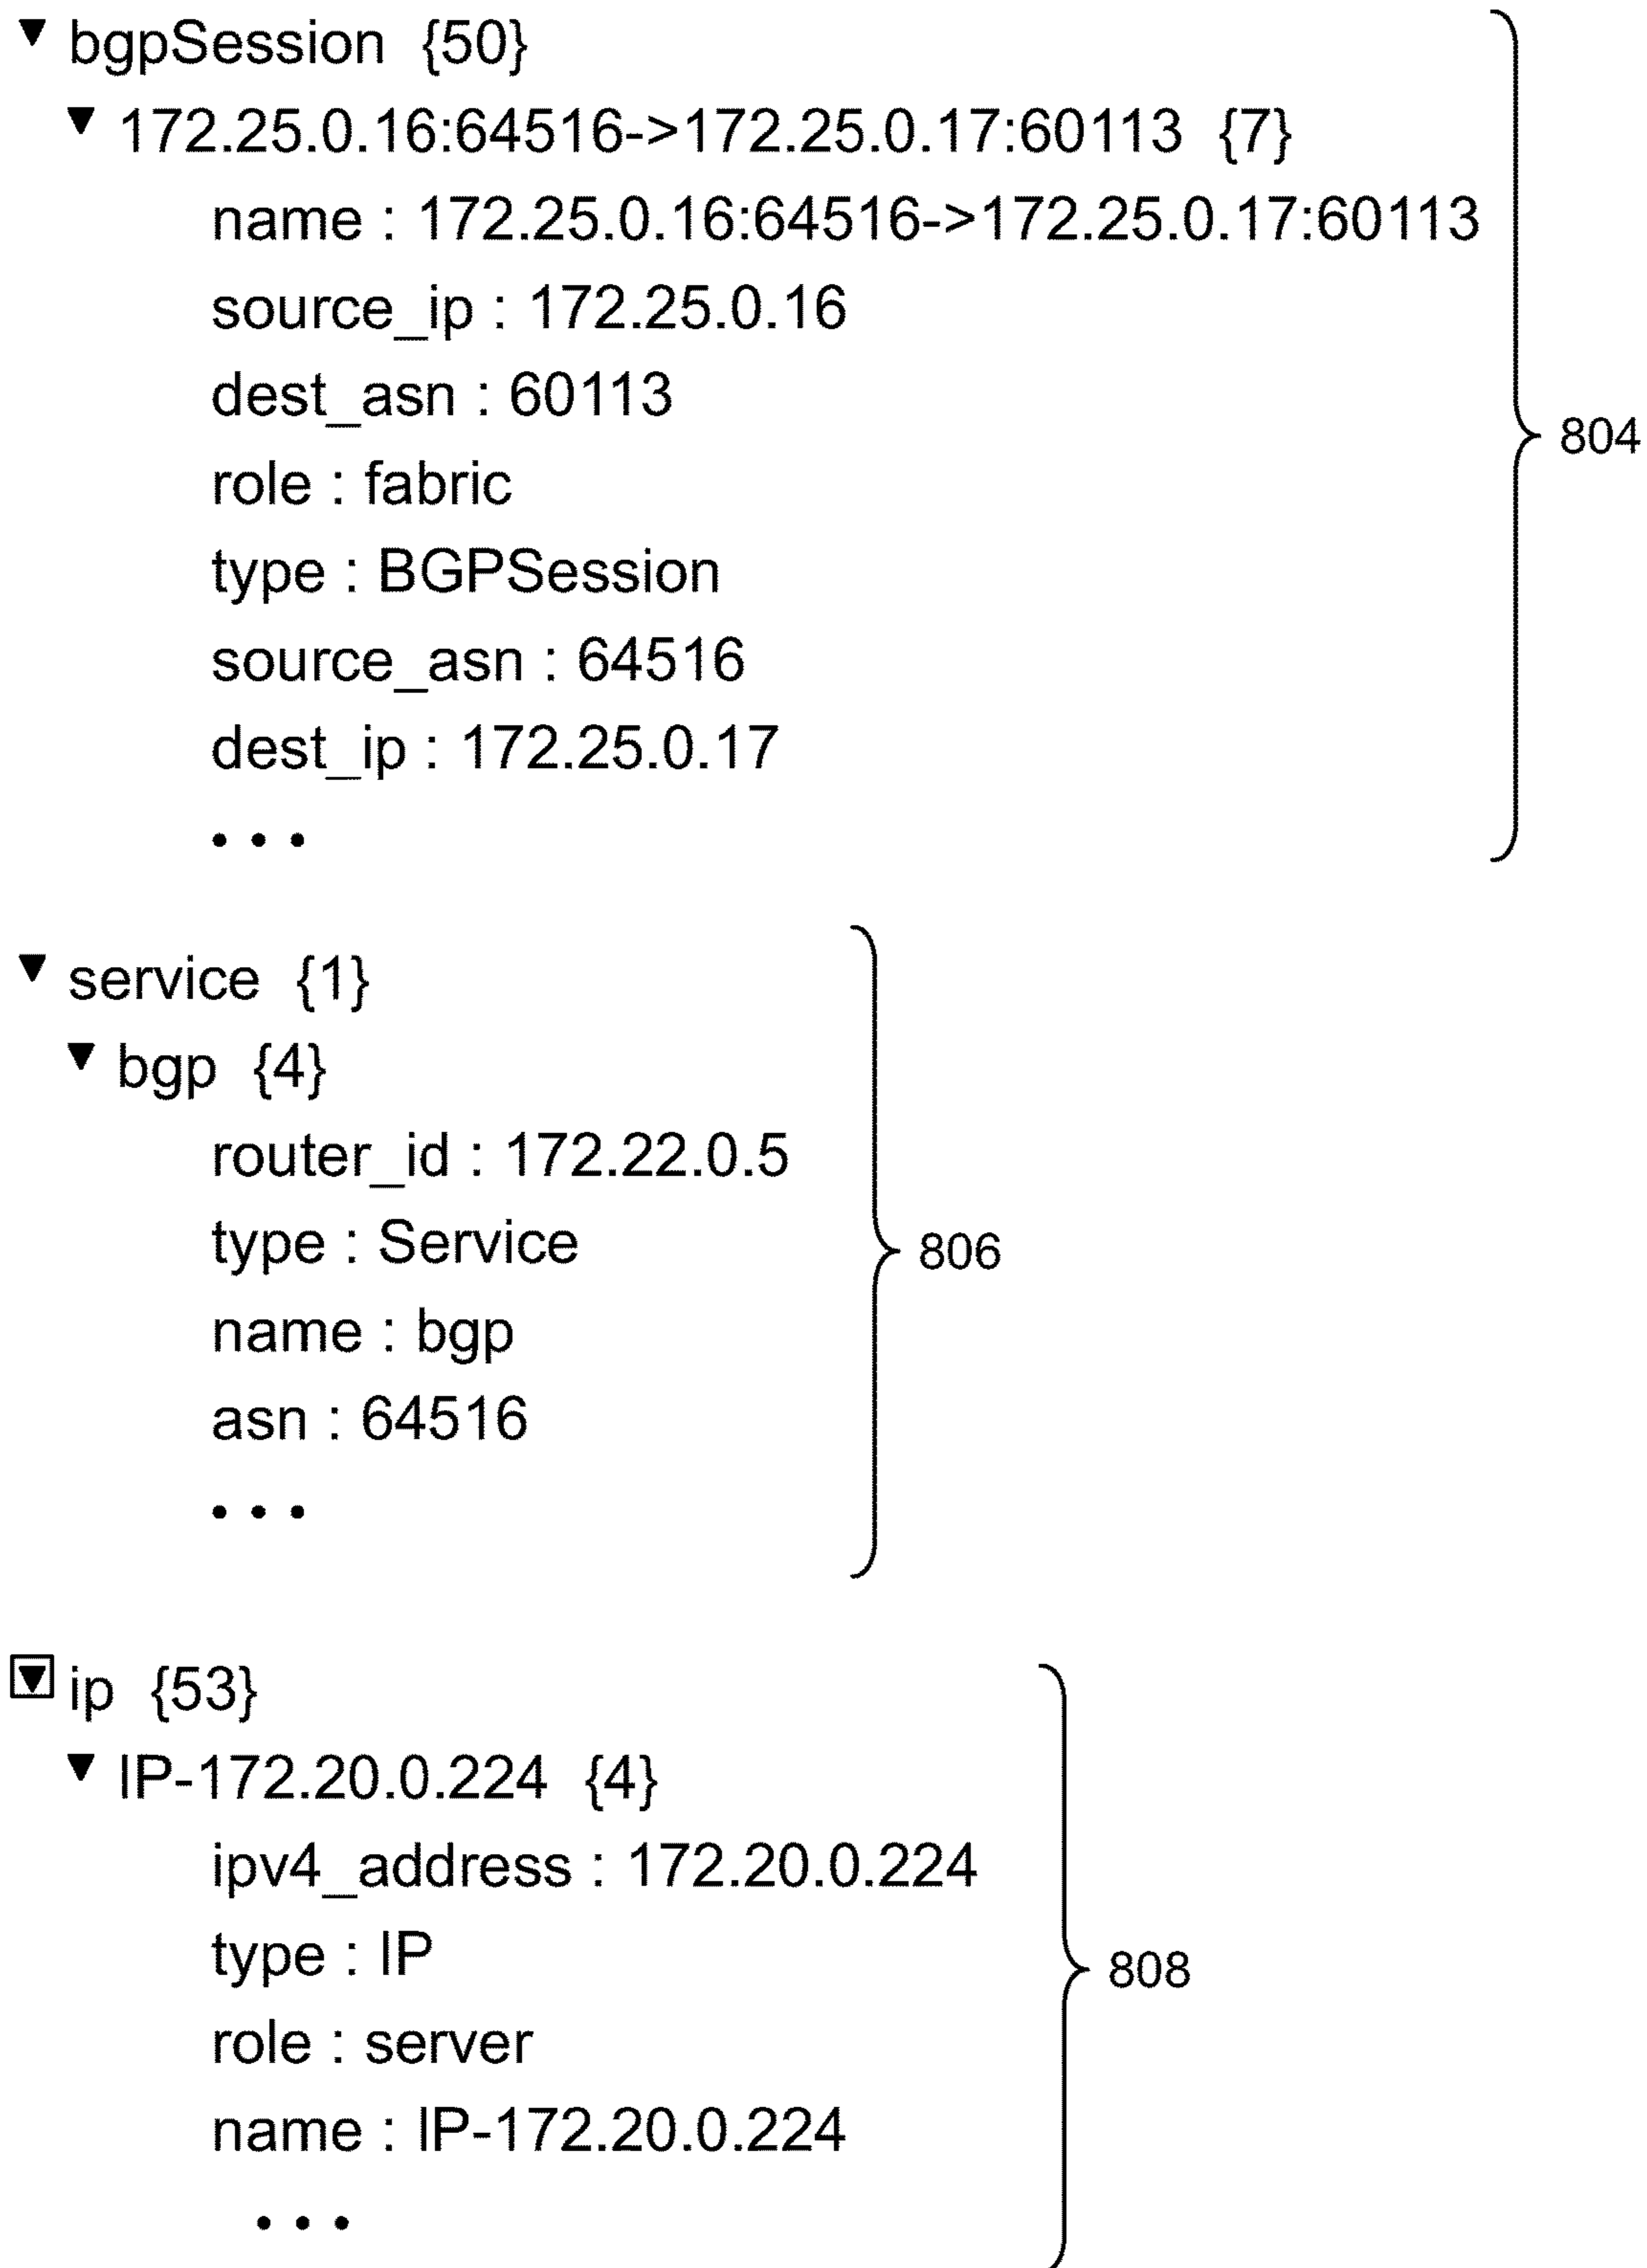 ▼ bgpSession {50}
▼ 172.25.0.16:64516->172.25.0.17:60113 {7}
name : 172.25.0.16:64516->172.25.0.17:60113
source_ip : 172.25.0.16
dest_asn : 60113
804
role : fabric
type : BGPSession
source_asn : 64516
dest_ip : 172.25.0.17
• • •
▼ service {1}
▼ bgp {4}
router_id : 172.22.0.5
type : Service
806
name : bgp
asn : 64516
• • •
▼ ip {53}
▼ IP-172.20.0.224 {4}
ipv4_address : 172.20.0.224
type : IP
808
role : server
name : IP-172.20.0.224
• • •